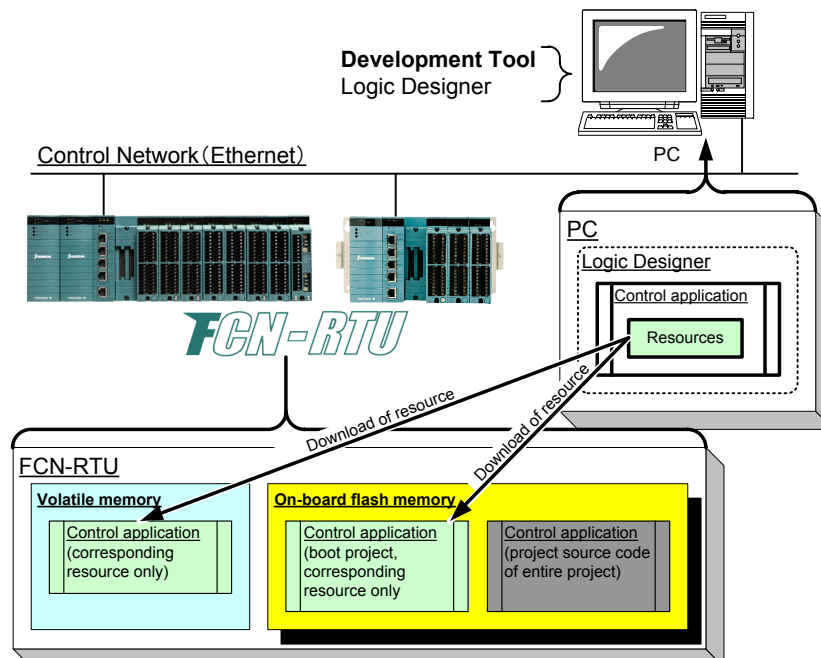 Development Tool
Logic Designer
Control Network（Ethernet）
PC
FCN-RTU
PC
Logic Designer
Control application
Resources
Download of resource
Download of resource
FCN-RTU
Volatile memory
Control application
(corresponding
resource only)
On-board flash memory
Control application
(boot project,
corresponding
resource only
Control application
(project source code
of entire project)